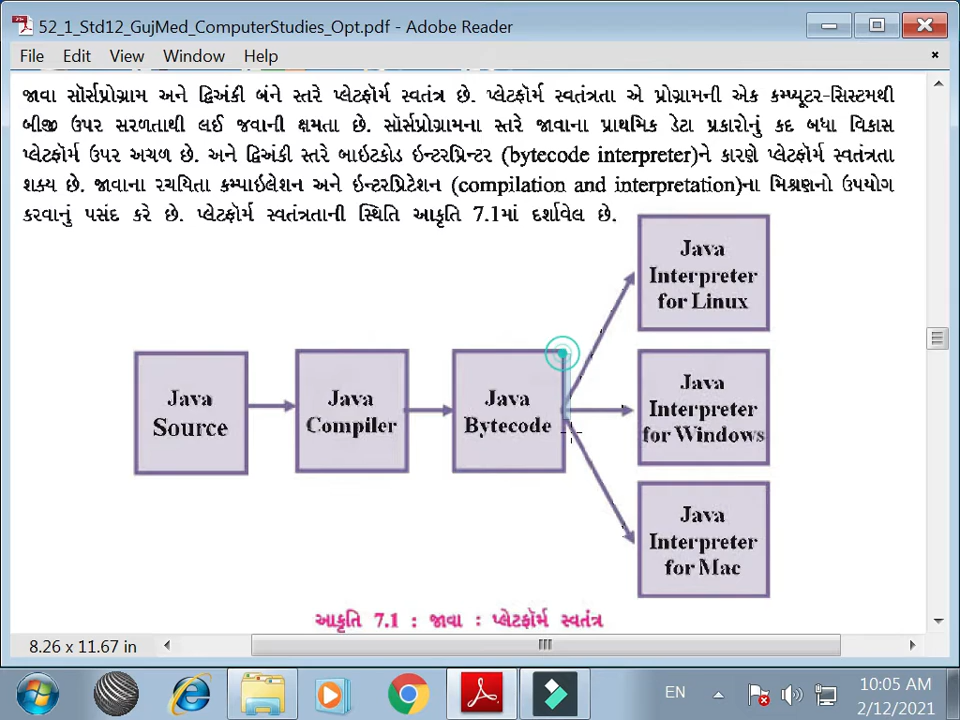 52_1_Std12_GujMed_ComputerStudies_Opt.pdf - Adobe Reader
File Edit View Window Help
જાવા સૉર્સપ્રોગ્રામ અને દ્વિઅંકી બંને સ્તરે પ્લેટફૉર્મ સ્વતંત્ર છે. પ્લેટફૉર્મ સ્વતંત્રતા એ પ્રોગ્રામની એક કમ્પ્યૂટર-સિસ્ટમથી
બીજી ઉપર સરળતાથી લઈ જવાની ક્ષમતા છે. સૉર્સપ્રોગ્રામના સ્તરે જાવાના પ્રાથમિક ડેટા પ્રકારોનું કદ બધા વિકાસ
પ્લેટફૉર્મ ઉપર અચળ છે. અને દ્વિઅંકી સ્તરે બાઇટકોડ ઇન્ટરપ્રિન્ટર (bytecode interpreter)ને કારણે પ્લેટફૉર્મ સ્વતંત્રતા
શક્ય છે. જાવાના રચયિતા કમ્પાઇલેશન અને ઇન્ટરપ્રિટેશન (compilation and interpretation)ના મિશ્રણનો ઉપયોગ
કરવાનું પસંદ કરે છે. પ્લેટફૉર્મ સ્વતંત્રતાની સ્થિતિ આકૃતિ 7.1માં દર્શાવેલ છે.
Java
Source
Java
Compiler
Java
Bytecode
Java
Interpreter
for Linux
Java
Interpreter
for Windows
Java
Interpreter
for Mac
આકૃતિ 7.1 : જાવા : પ્લેટફૉર્મ સ્વતંત્ર
8.26 x 11.67 in
EN
10:05 AM
2/12/2021